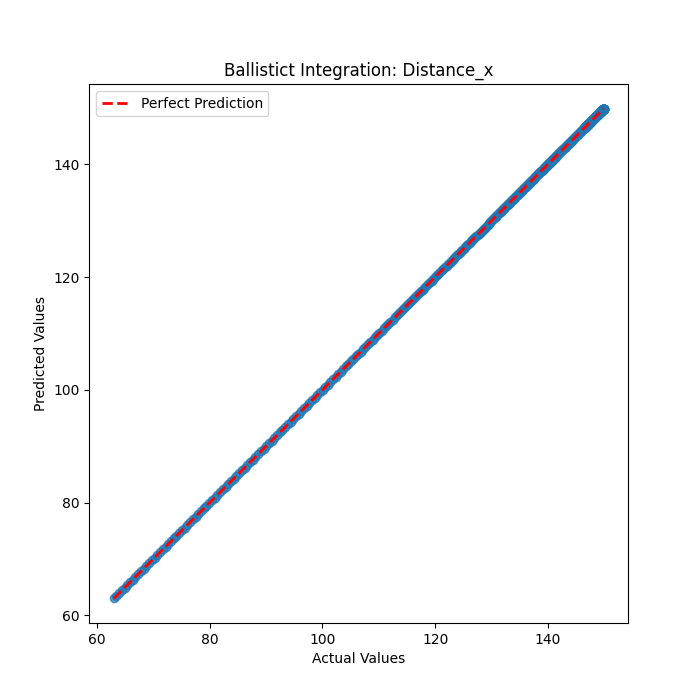 Ballistict Integration: Distance_x
Perfect Prediction
140
120
100
80
60
Predicted Values
60 80 100 120 140
Actual Values